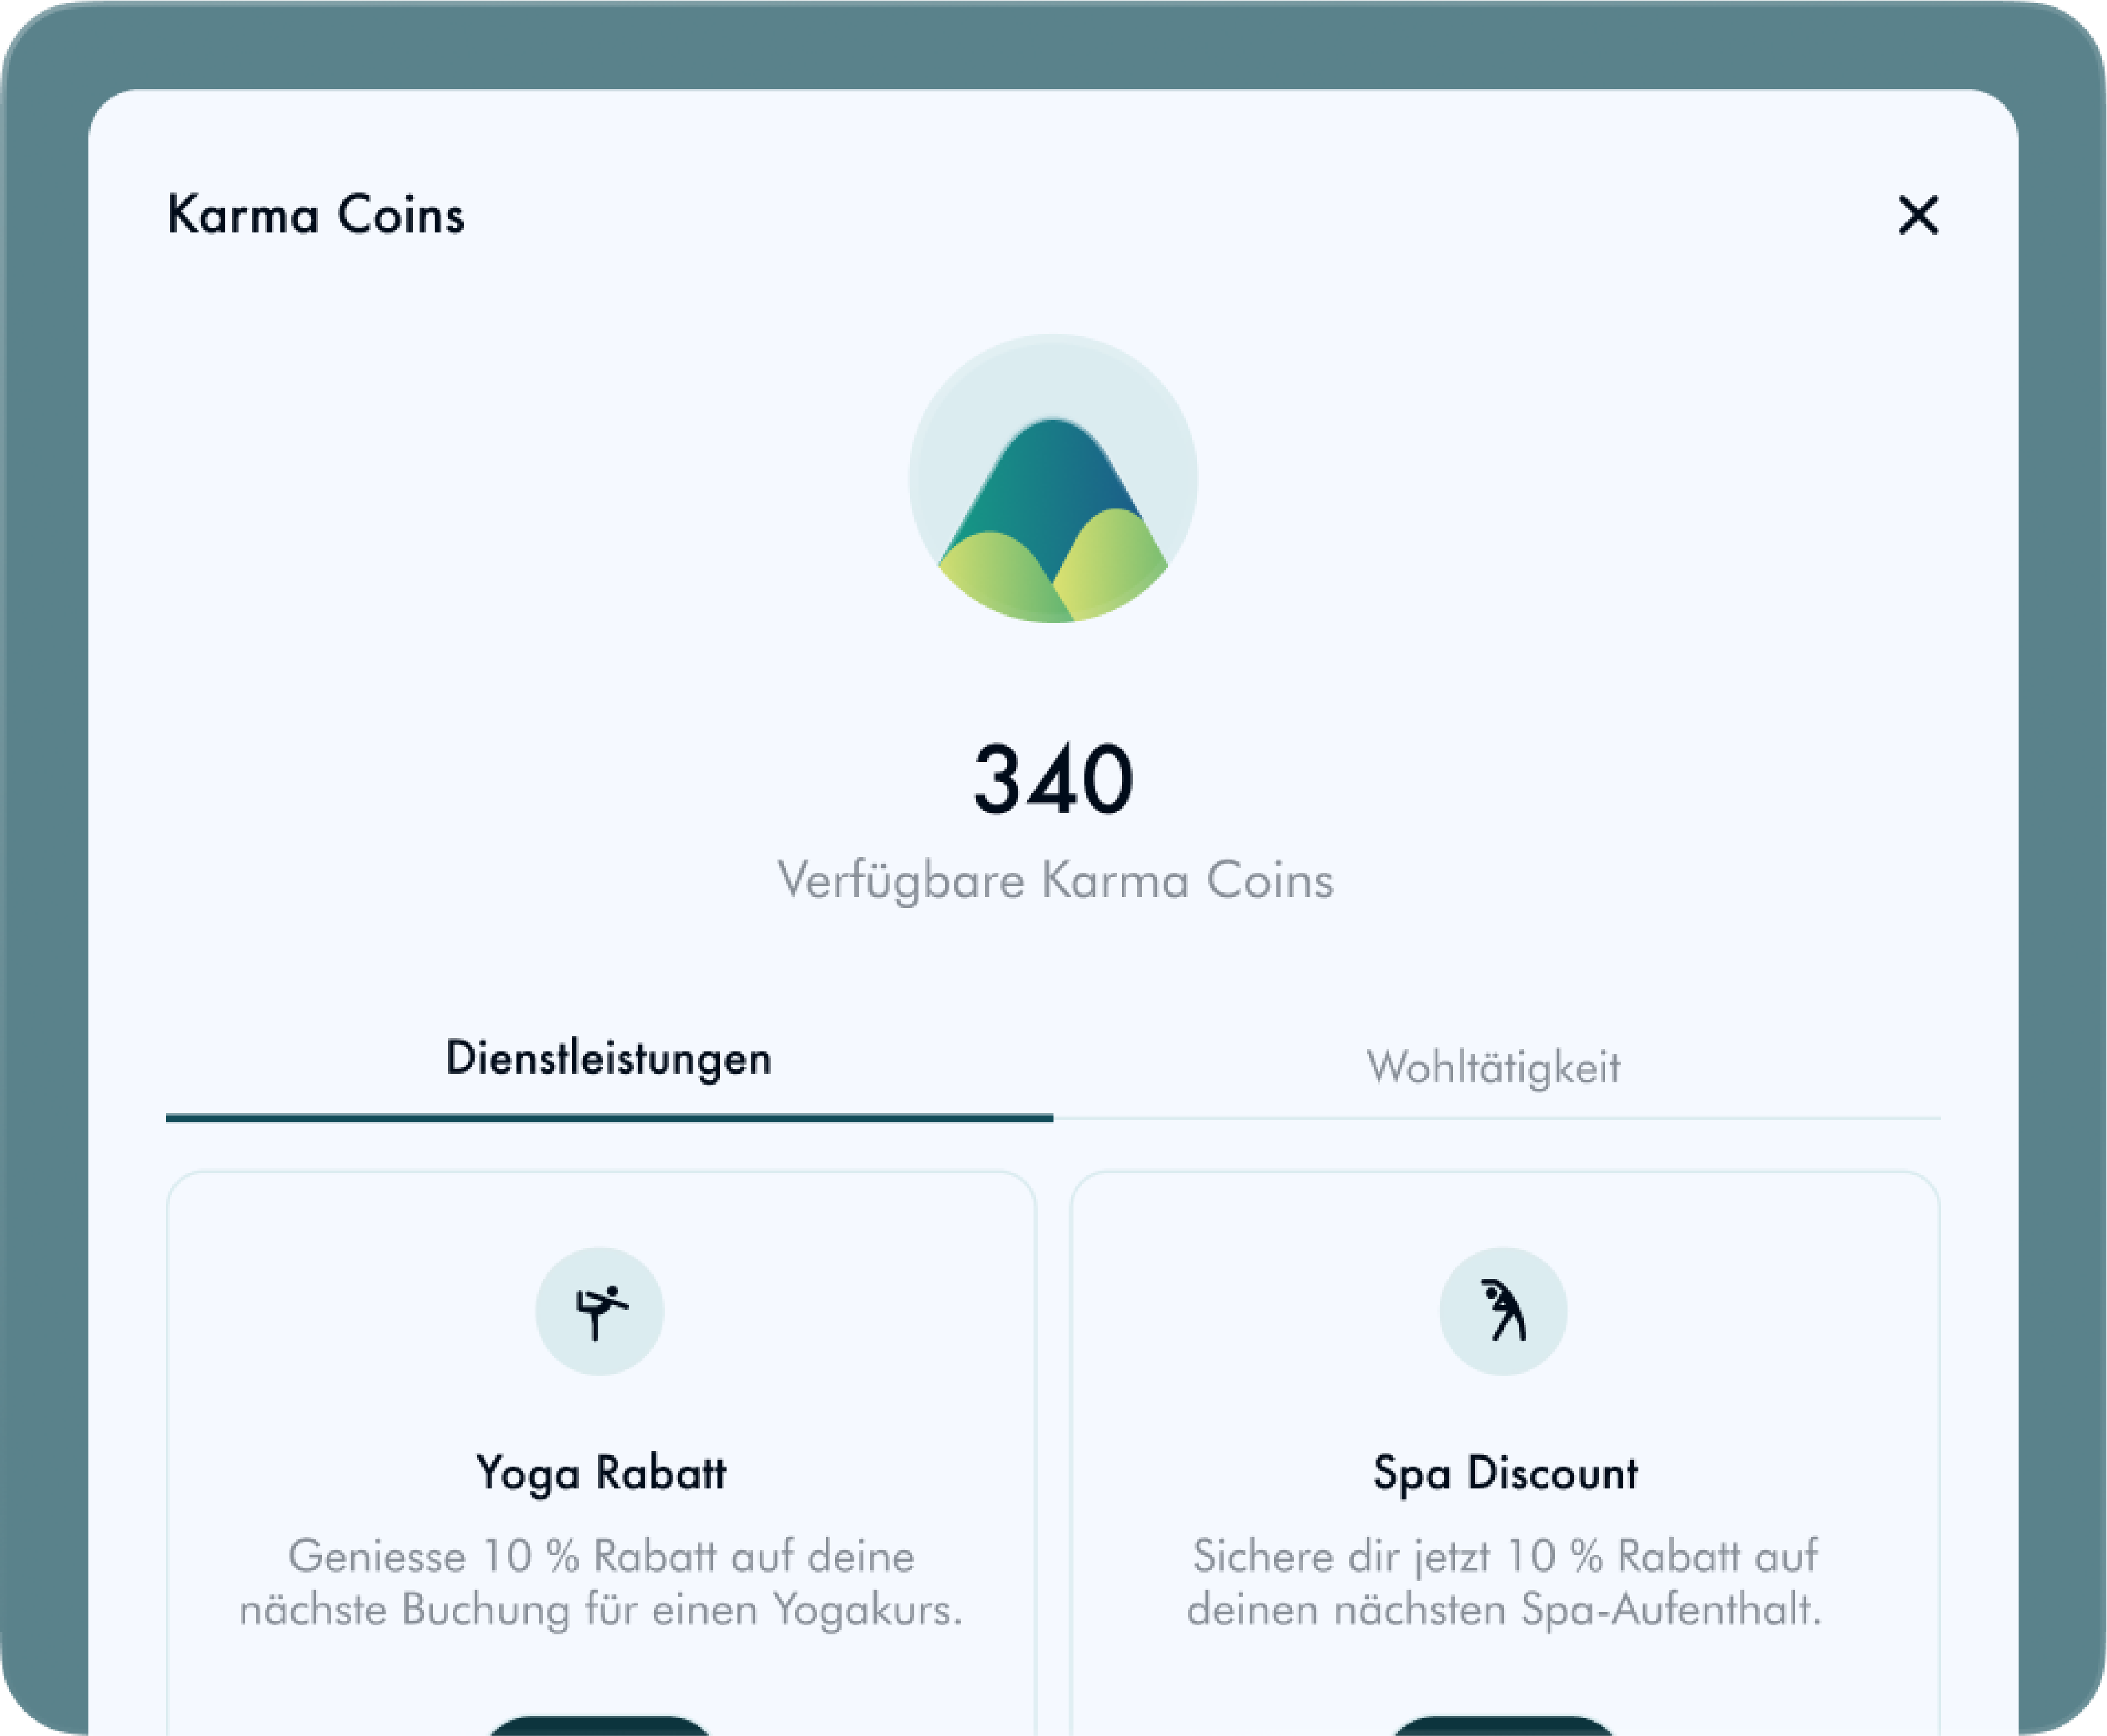 Karma Coins
340
Verfügbare Karma Coins
Dienstleistungen
Wohltätigkeit
Yoga Rabatt
Geniesse 10 % Rabatt auf deine
nächste Buchung für einen Yogakurs.
Spa Discount
Sichere dir jetzt 10 % Rabatt auf
deinen nächsten Spa-Aufenthalt.